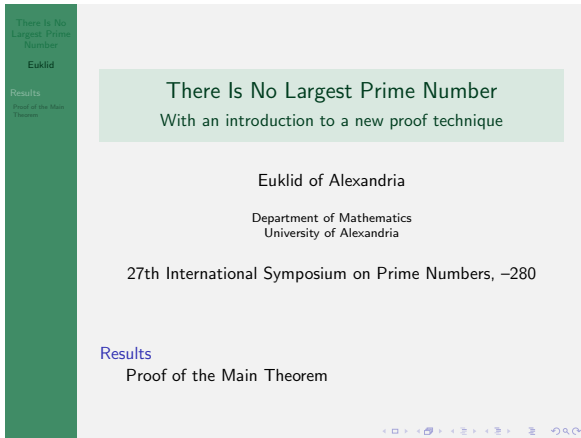 There Is No
Largest Prime
Number
Euklid
Results
Proof of the Main
Theorem
There Is No Largest Prime Number
With an introduction to a new proof technique
Euklid of Alexandria
Department of Mathematics
University of Alexandria
27th International Symposium on Prime Numbers, –280
Results
Proof of the Main Theorem